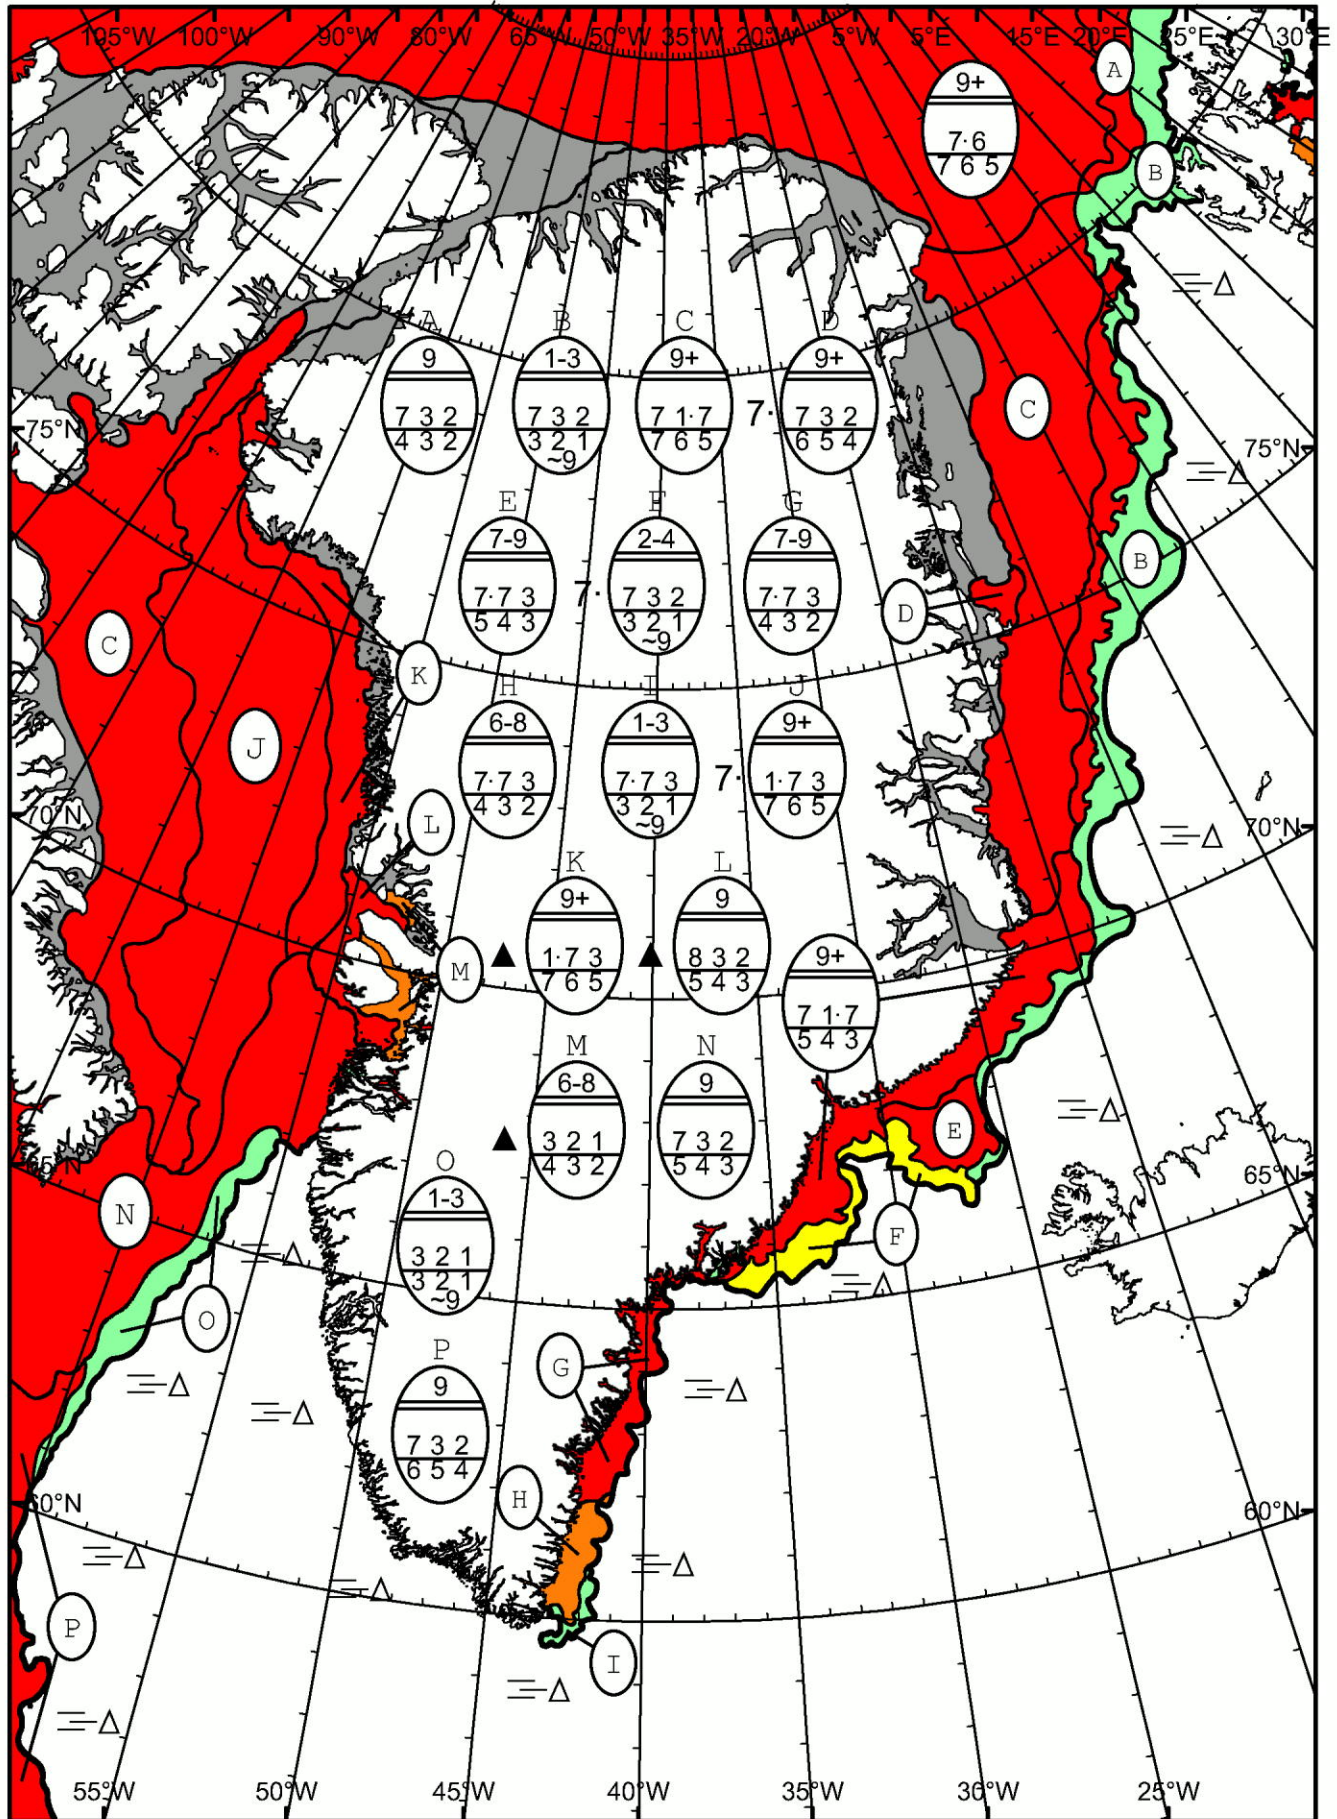 105°W 100°W 90°W 80°W 65°W 50°W 35°W 20°W 5°W 5°E 15°E 20°E 25°E 30°E
A
9+
7·6
7 6 5
B
A B C D
9 1-3 9+ 9+
7 3 2 7 3 2 7 1·7 7· 7 3 2
4 3 2 3 2 1 7 6 5 6 5 4
~9
C
75°N 75°N
E F G
7-9 2-4 7-9
7·7 3 7· 7 3 2 7·7 3
5 4 3 3 2 1 4 3 2
~9
B
D
C
K
H I J
6-8 1-3 9+
7·7 3 7·7 3 7· 1·7 3
4 3 2 3 2 1 7 6 5
~9
J
70°N 70°N
L
K L
9+ 9
1·7 3 8 3 2
7 6 5 5 4 3
M
9+
7 1·7
5 4 3
M N
6-8 9
3 2 1 7 3 2
4 3 2 5 4 3
E
65°N 65°N
O
1-3
3 2 1
3 2 1
~9
N
F
O
P
9
7 3 2
6 5 4
G
H
60°N 60°N
P
I
55°W 50°W 45°W 40°W 35°W 30°W 25°W